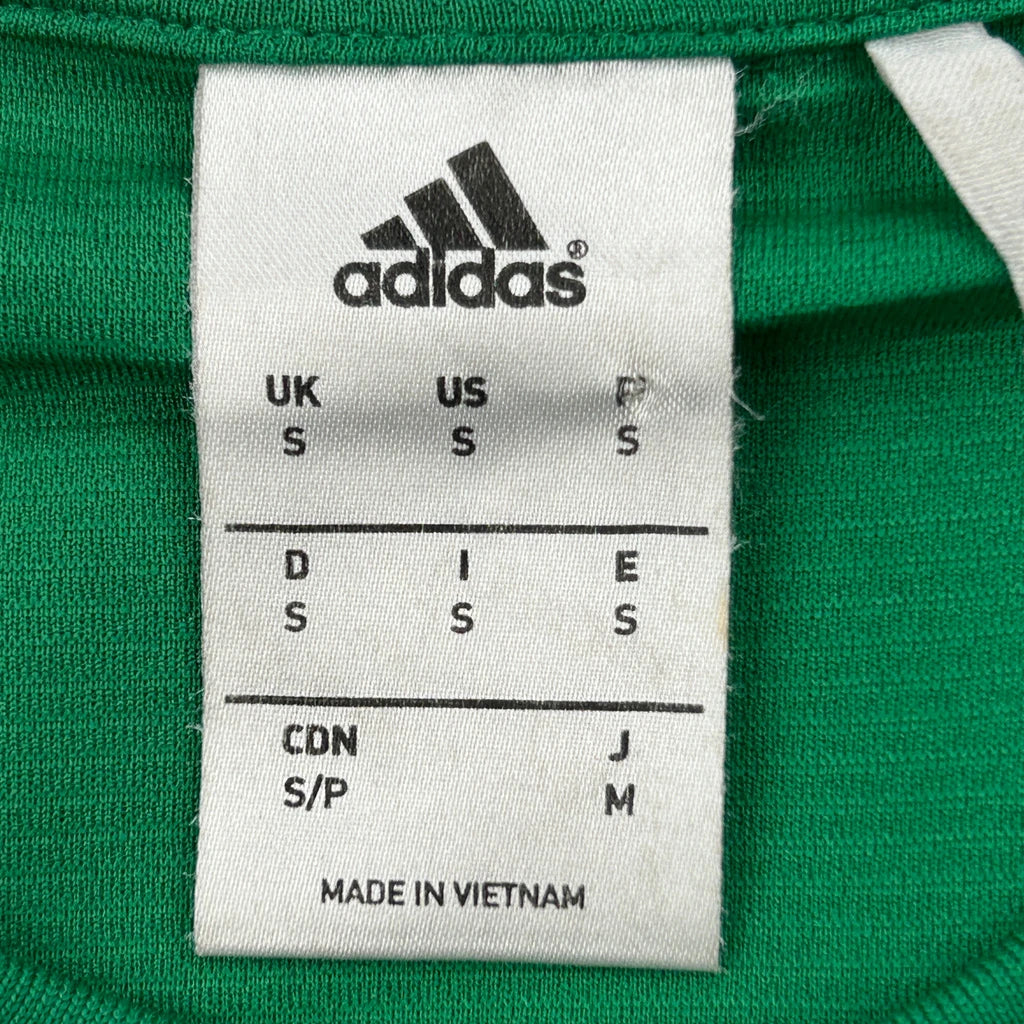 adidas®
UK US
S S S
D I E
S S S
CDN J
S/P M
MADE IN VIETNAM